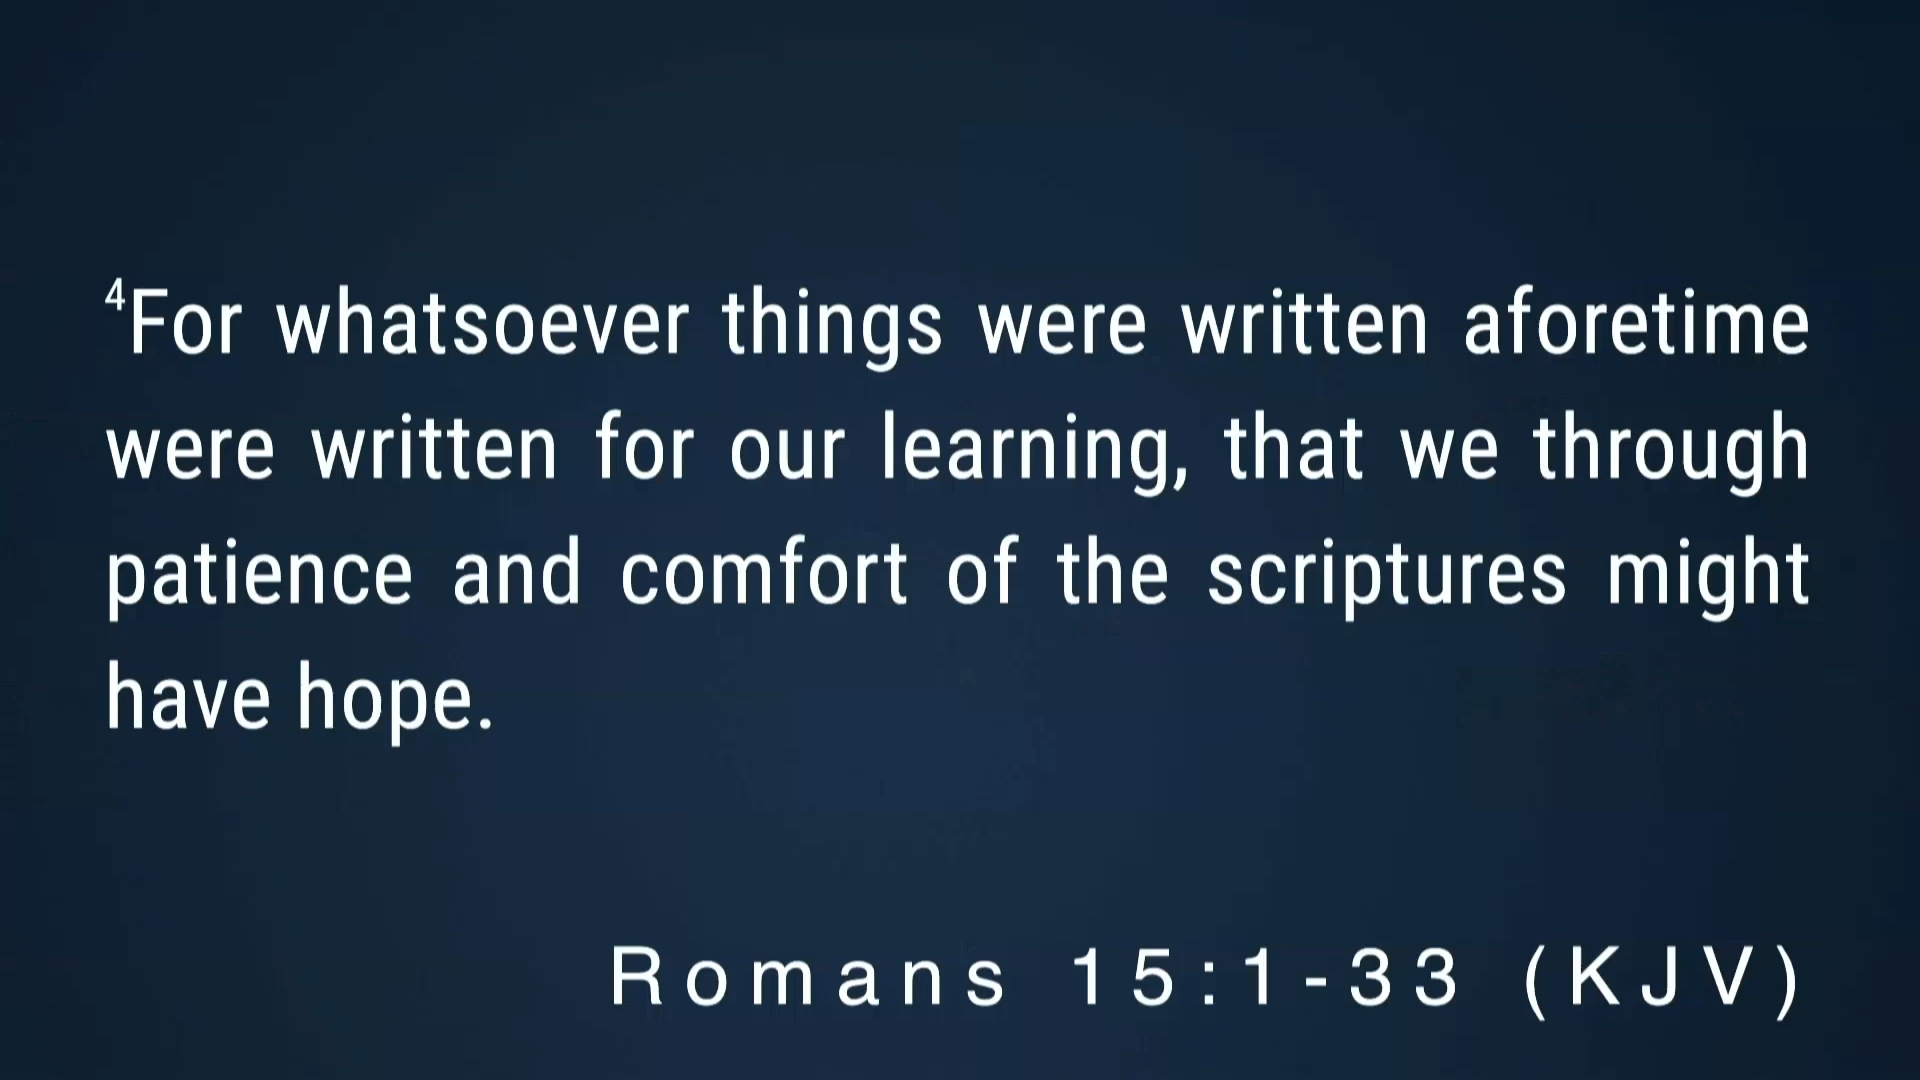 ⁴For whatsoever things were written aforetime
were written for our learning, that we through
patience and comfort of the scriptures might
have hope.
Romans 15:1-33 (KJV)